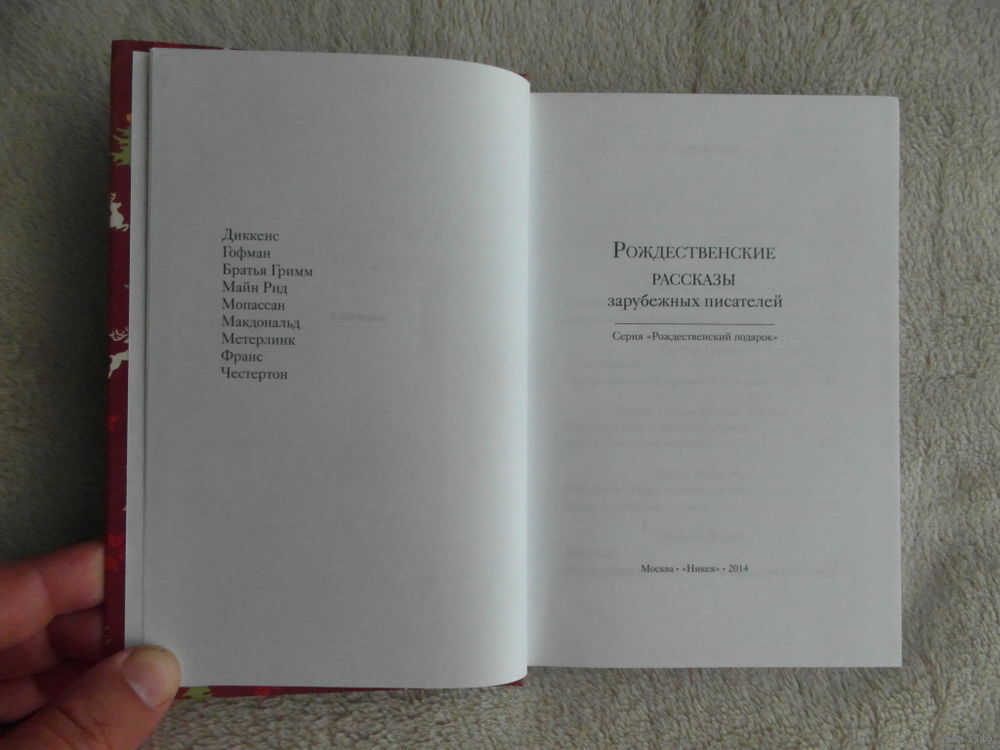 Диккенс
Гофман
Братья Гримм
Майн Рид
Мопассан
Макдональд
Метерлинк
Франс
Честертон
Рождественские
рассказы
зарубежных писателей
Серия «Рождественский подарок»
Москва • «Никея» • 2014